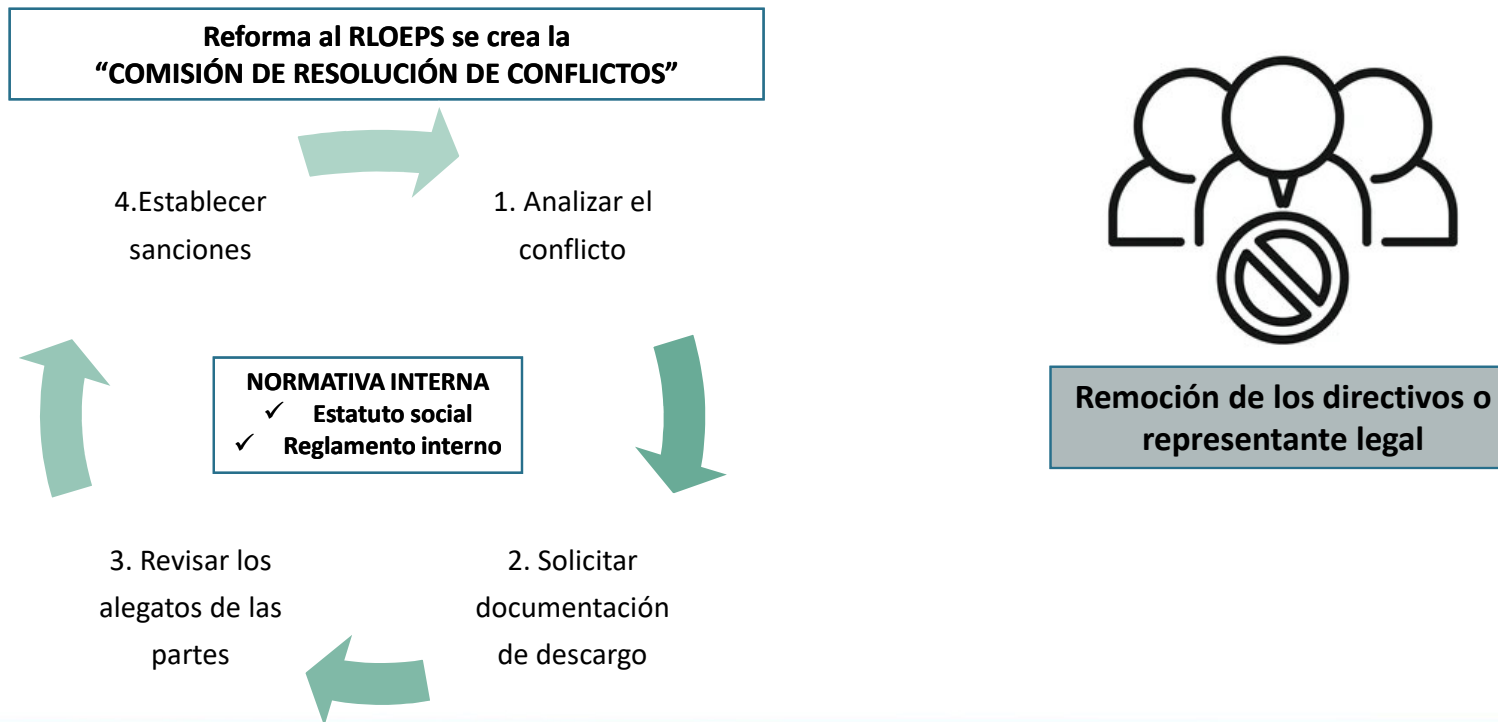 Reforma al RLOEPS se crea la
“COMISIÓN DE RESOLUCIÓN DE CONFLICTOS”
1. Analizar el
conflicto
2. Solicitar
documentación
de descargo
3. Revisar los
alegatos de las
partes
4.Establecer
sanciones
NORMATIVA INTERNA
✓ Estatuto social
✓ Reglamento interno
Remoción de los directivos o
representante legal